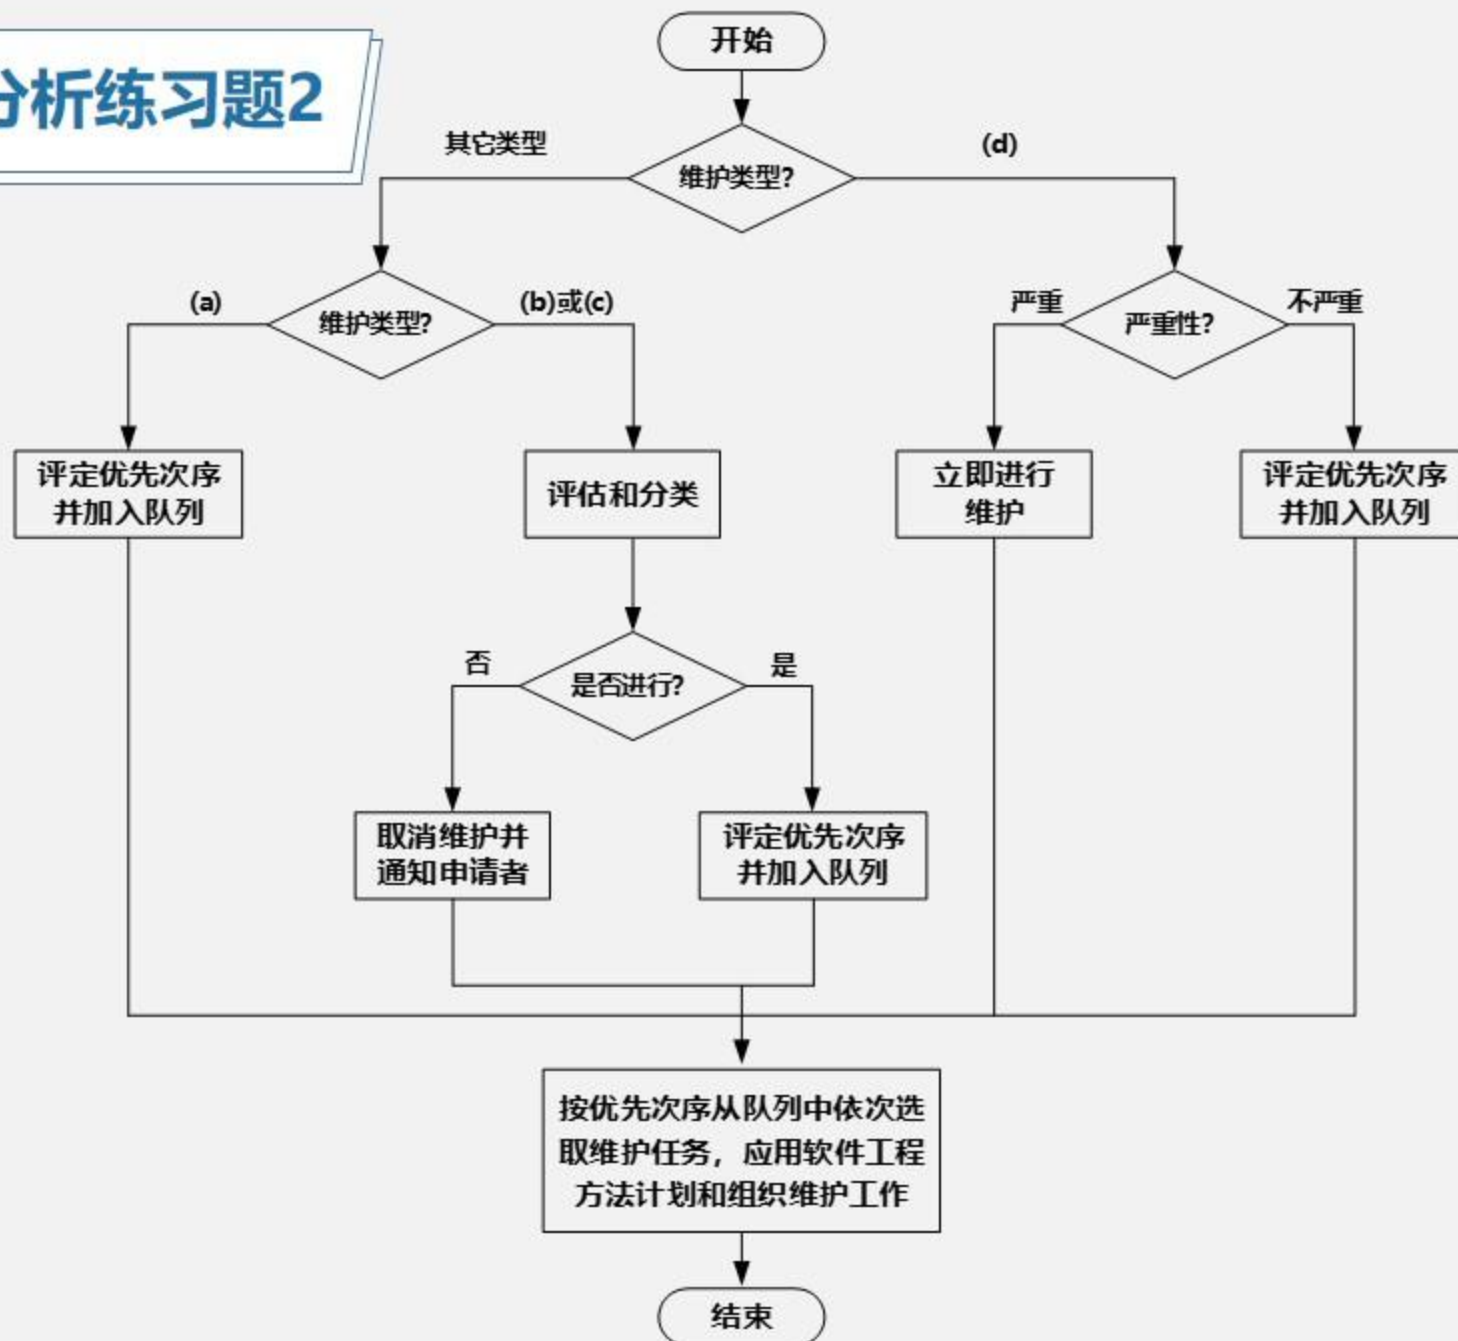 分析练习题2
开始
其它类型
维护类型?
(d)
(a)
维护类型?
(b)或(c)
严重
严重性?
不严重
评定优先次序
并加入队列
评估和分类
立即进行
维护
评定优先次序
并加入队列
否
是否进行?
是
取消维护并
通知申请者
评定优先次序
并加入队列
按优先次序从队列中依次选
取维护任务，应用软件工程
方法计划和组织维护工作
结束